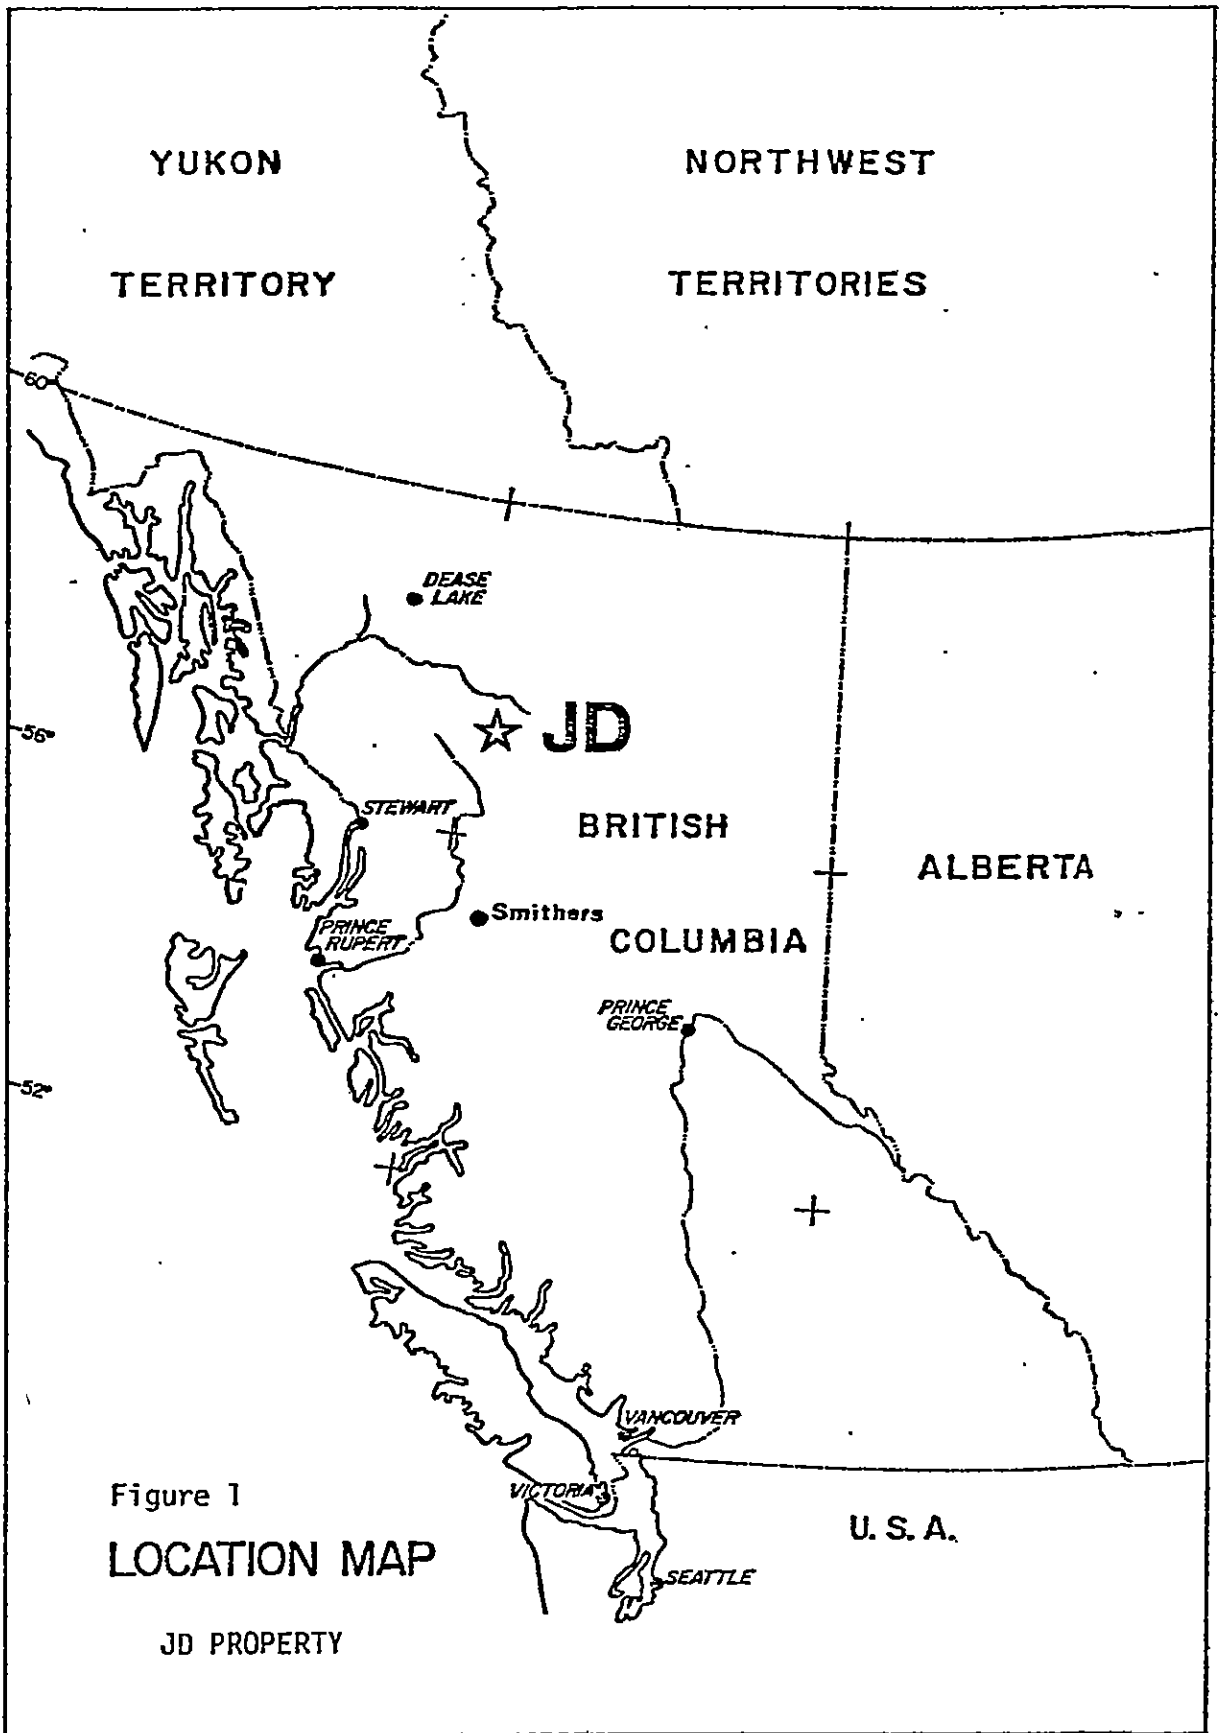 YUKON
NORTHWEST
TERRITORY
TERRITORIES
60°
DEASE
LAKE
JD
56°
STEWART
BRITISH
ALBERTA
Smithers
PRINCE
RUPERT
COLUMBIA
PRINCE
GEORGE
52°
VANCOUVER
VICTORIA
Figure 1
U.S.A.
LOCATION MAP
SEATTLE
JD PROPERTY